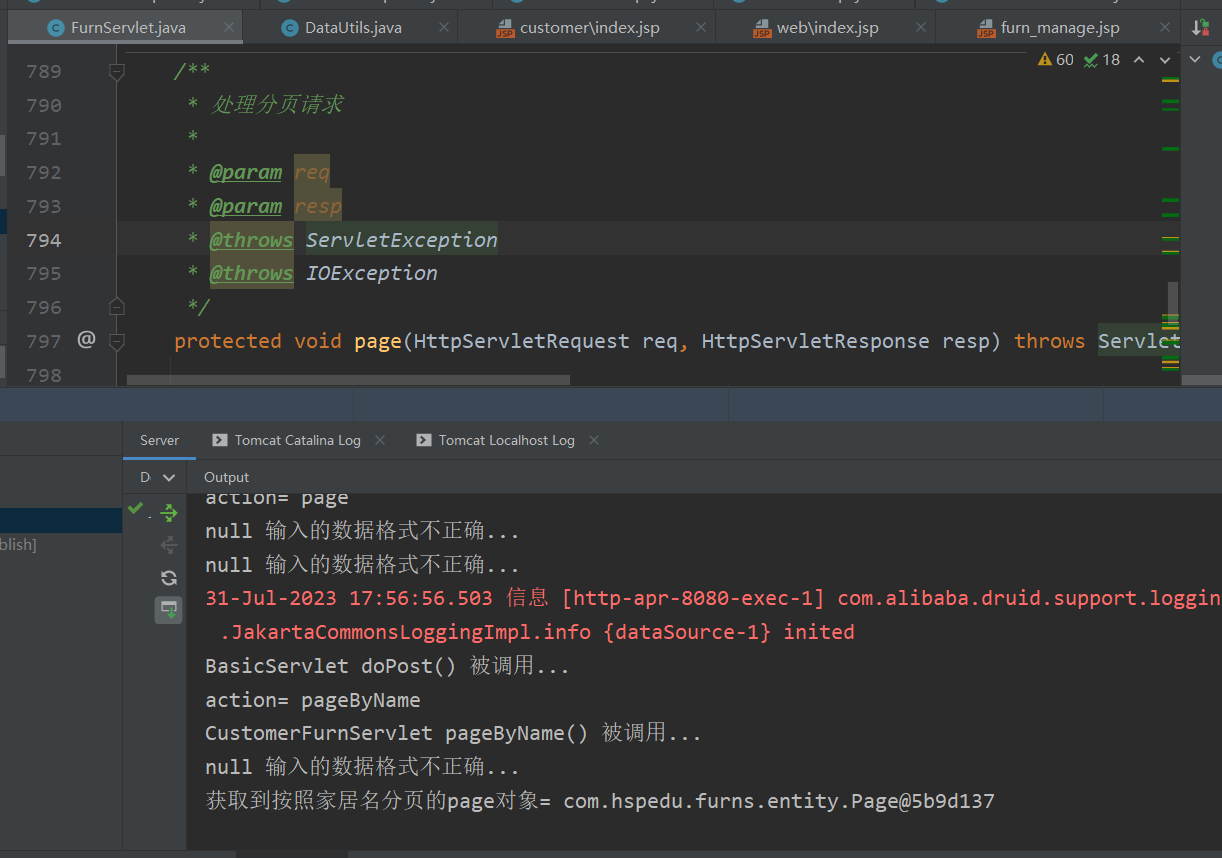 FurnServlet.java DataUtils.java customer\index.jsp web\index.jsp furn_manage.jsp
60 18
789 /**
790 * 处理分页请求
791 *
792 * @param req
793 * @param resp
794 * @throws ServletException
795 * @throws IOException
796 */
797 @ protected void page(HttpServletRequest req, HttpServletResponse resp) throws Servlet
798
Server Tomcat Catalina Log Tomcat Localhost Log
D Output
action= page
null 输入的数据格式不正确...
blish]
null 输入的数据格式不正确...
31-Jul-2023 17:56:56.503 信息 [http-apr-8080-exec-1] com.alibaba.druid.support.loggin
.JakartaCommonsLoggingImpl.info {dataSource-1} inited
BasicServlet doPost() 被调用...
action= pageByName
CustomerFurnServlet pageByName() 被调用...
null 输入的数据格式不正确...
获取到按照家居名分页的page对象= com.hspedu.furns.entity.Page@5b9d137